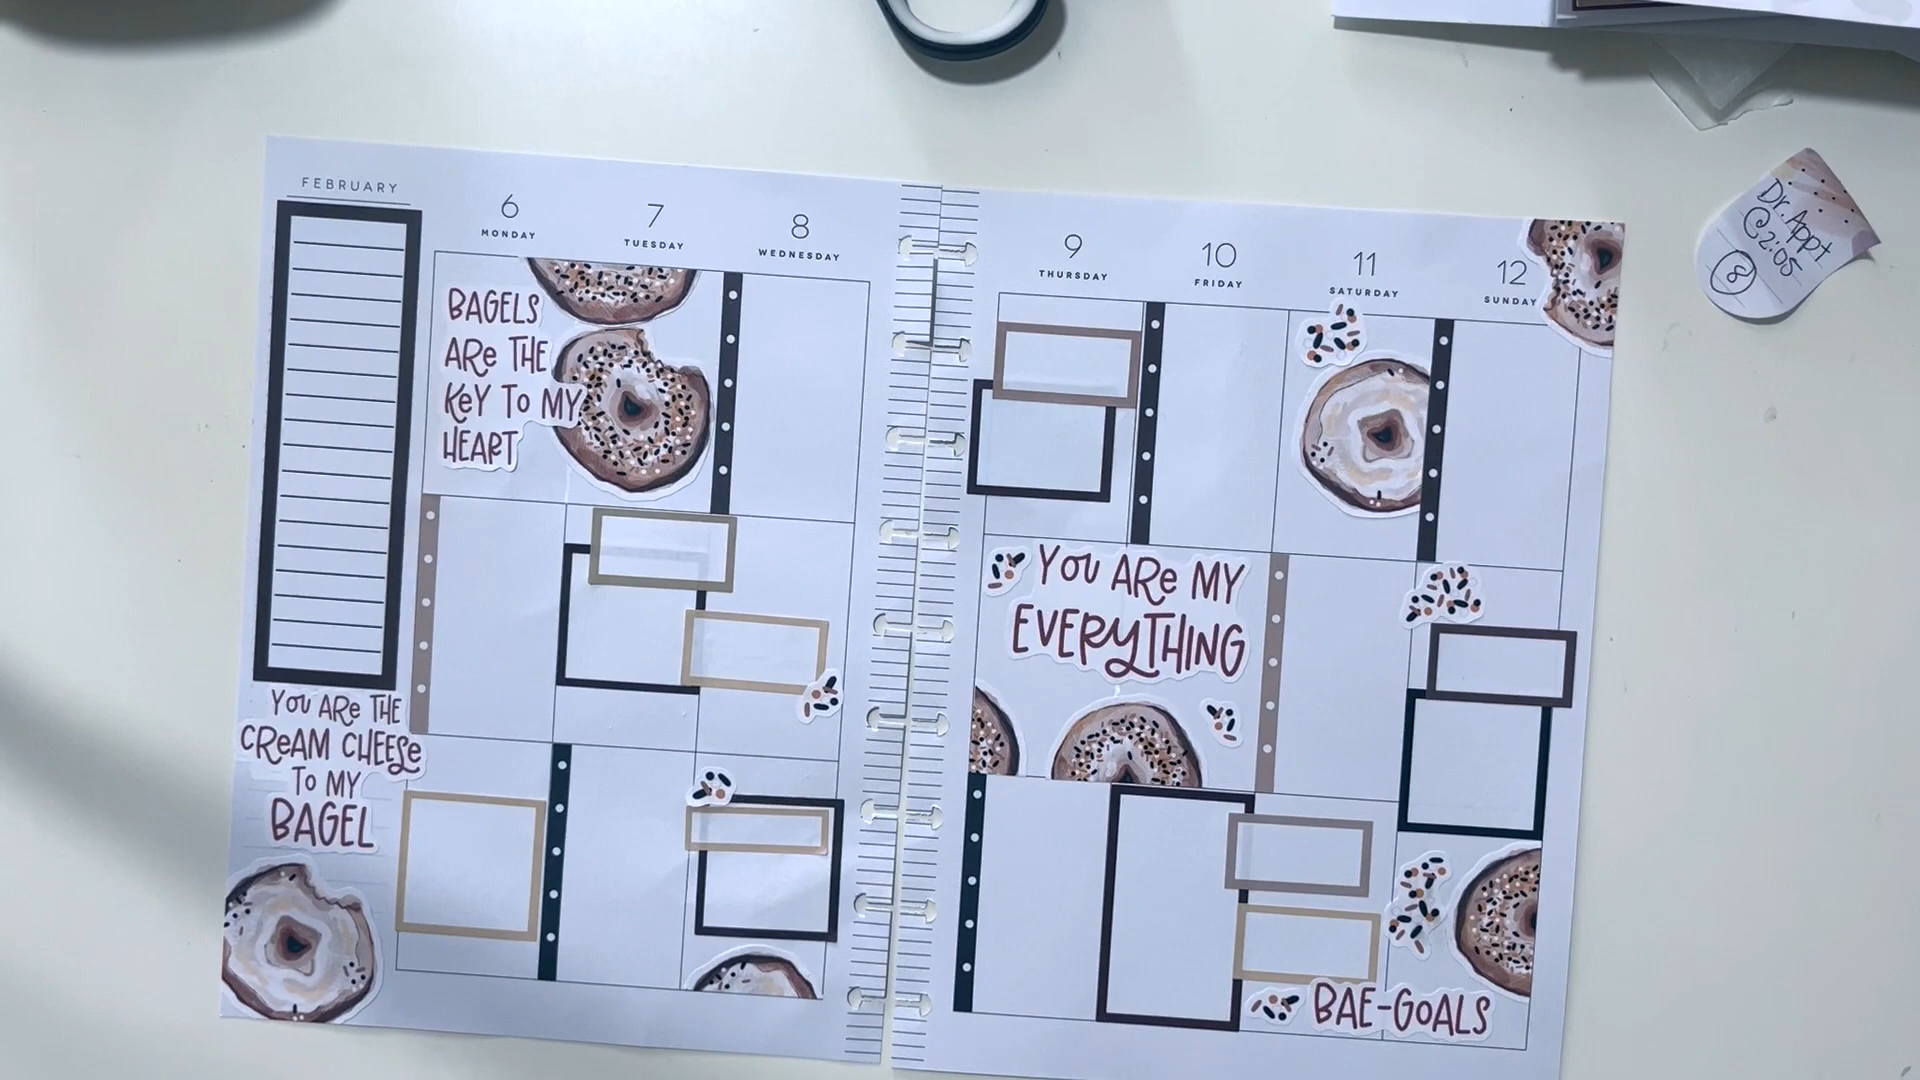 FEBRUARY
6
MONDAY
7
TUESDAY
8
WEDNESDAY
BAGELS
ARe THE
KeY To MY
HEART
You ARe THE
CReAM CHEESe
To MY
BAGEL
9
THURSDAY
10
FRIDAY
11
SATURDAY
12
SUNDAY
You ARe MY
EVERYTHING
BAE-GoALS
Dr. Appt
@2:05
8